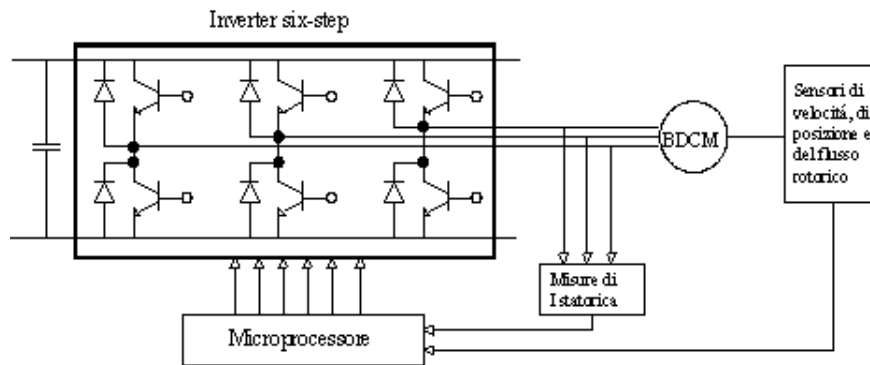 Inverter six-step
Sensori di
velocitá, di
posizione e
del flusso
rotorico
BDCM
Misure di
I statorica
Microprocessore